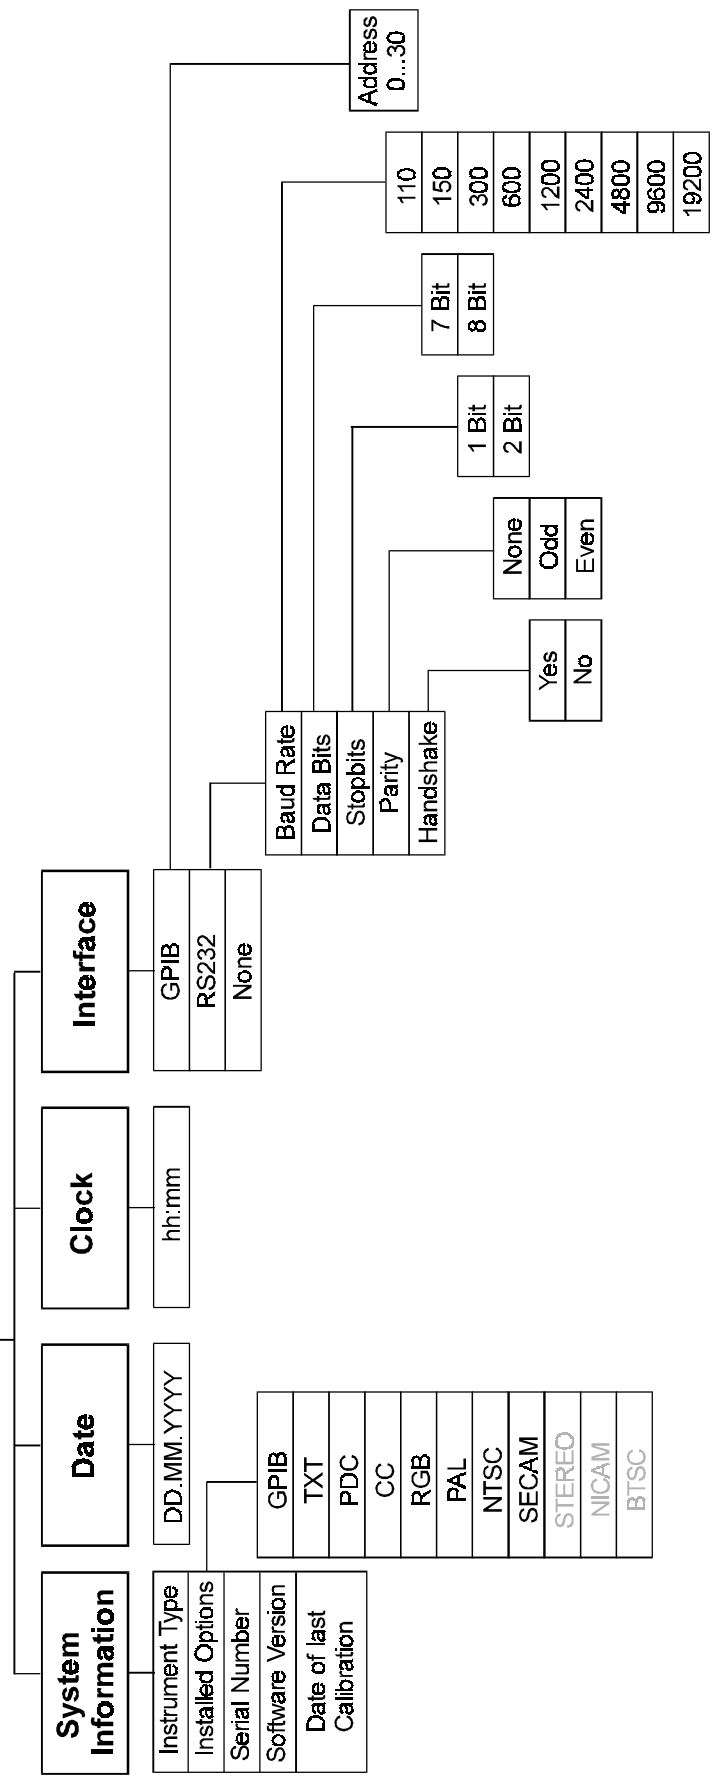 System
Information
Instrument Type
Installed Options
Serial Number
Software Version
Date of last
Calibration
GPIB
TXT
PDC
CC
RGB
PAL
NTSC
SECAM
STEREO
NICAM
BTSC
Date
DD.MM.YYYY
Clock
hh:mm
Interface
GPIB
RS232
None
Baud Rate
Data Bits
Stopbits
Parity
Handshake
Yes
No
None
Odd
Even
1 Bit
2 Bit
7 Bit
8 Bit
110
150
300
600
1200
2400
4800
9600
19200
Address
0...30